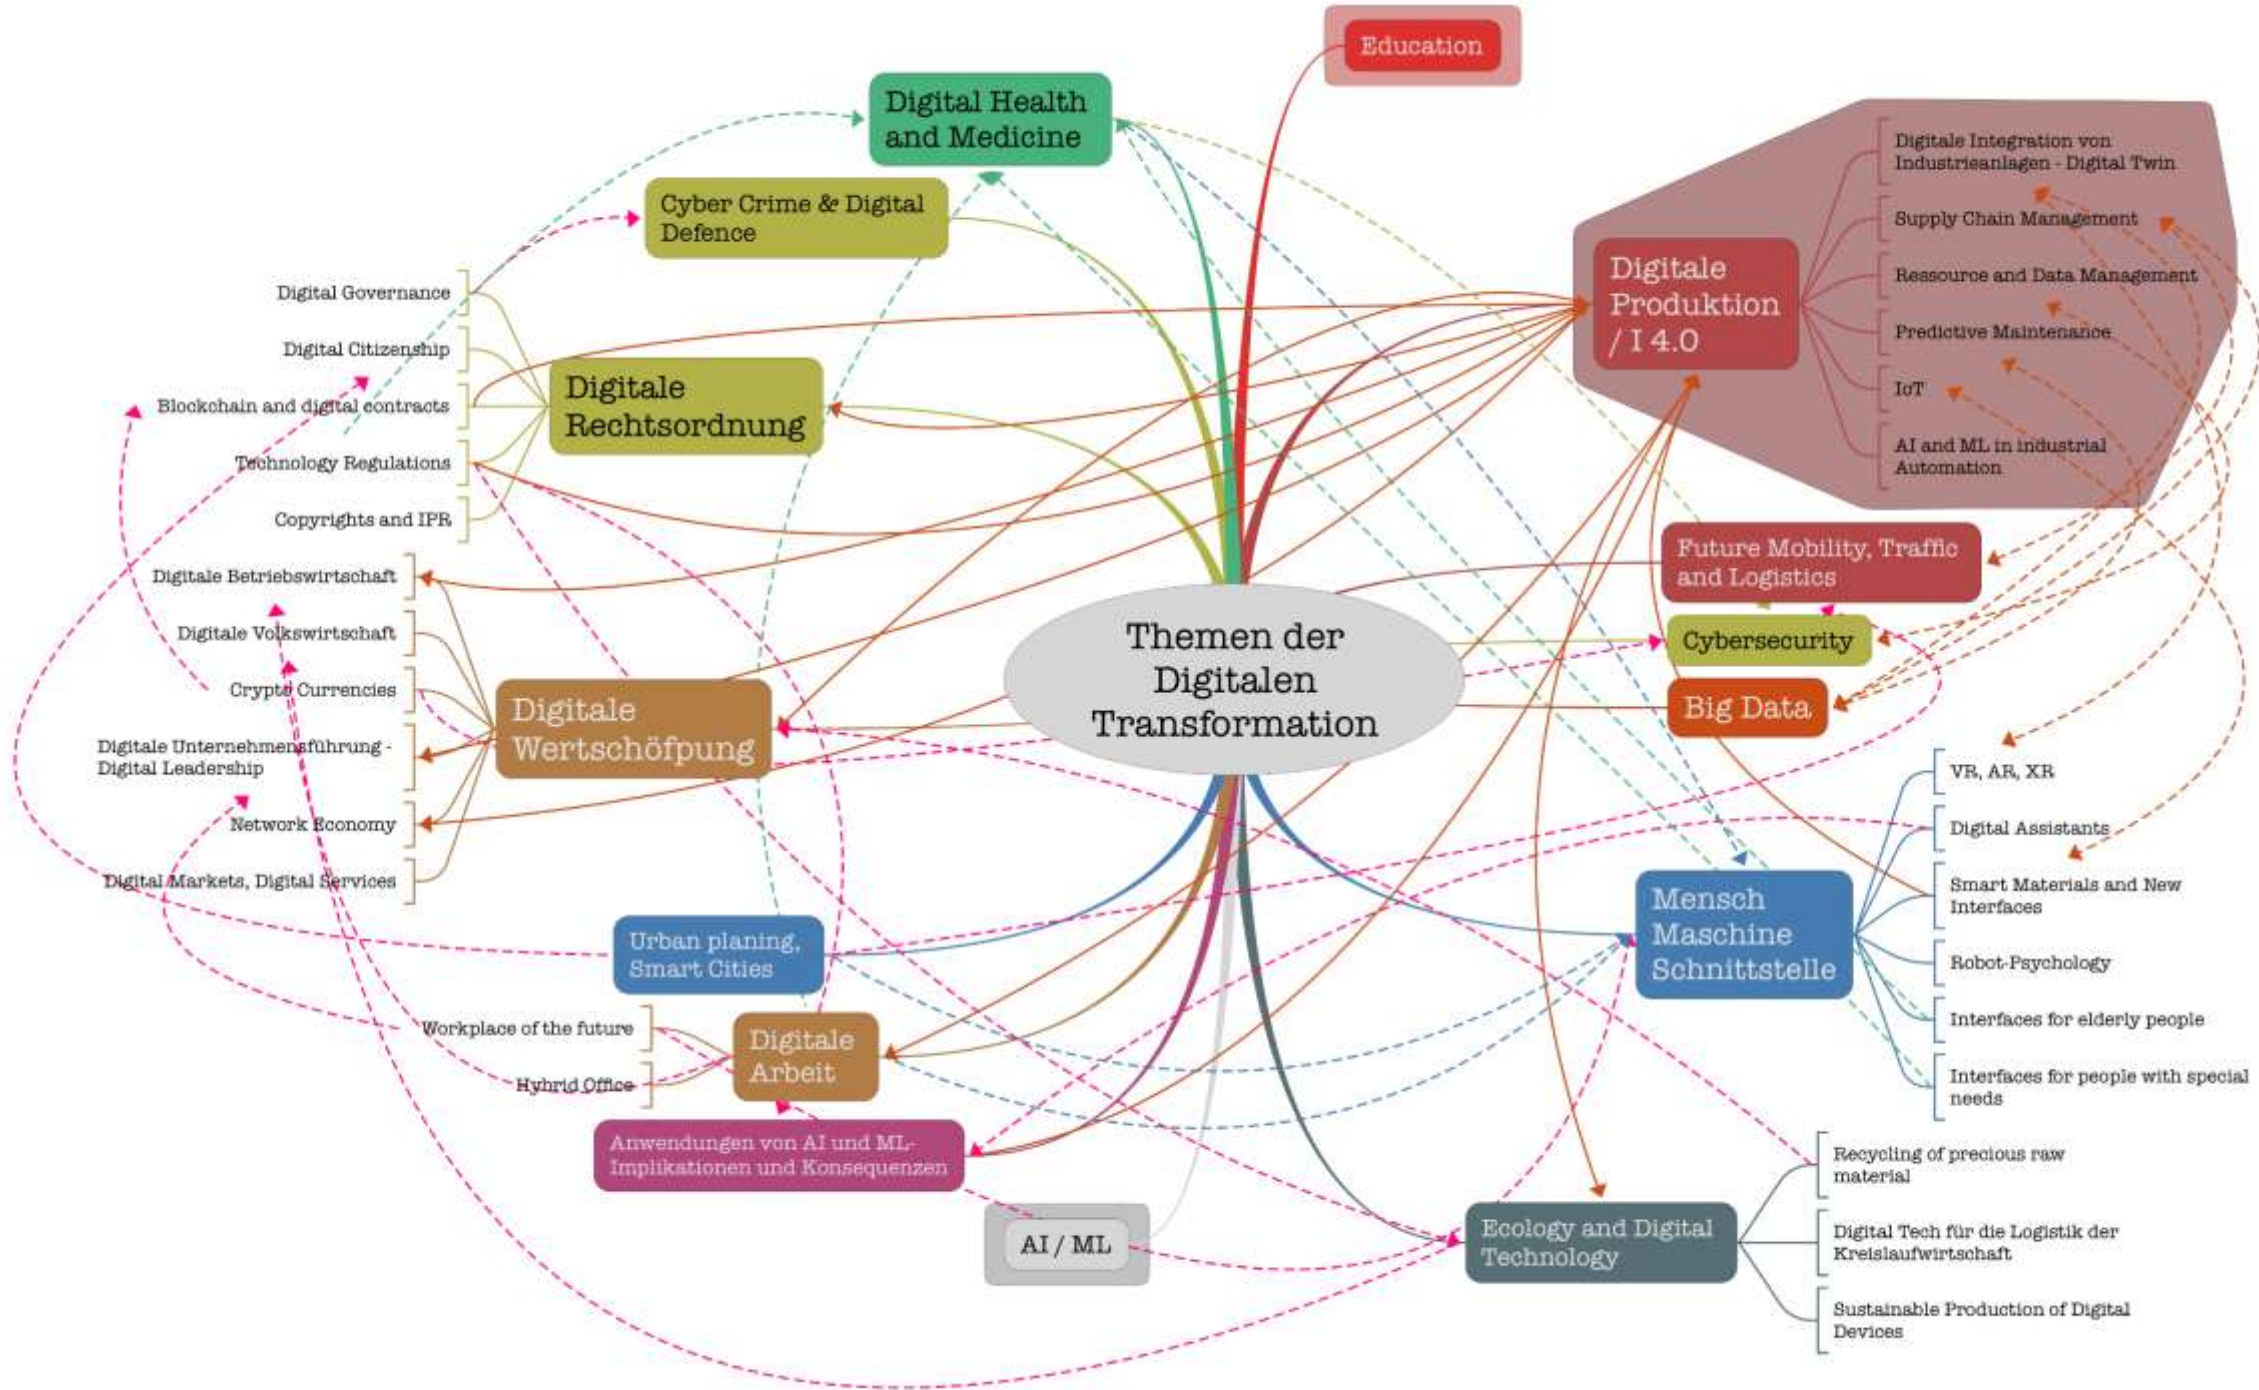 Education
Digital Health
and Medicine
Cyber Crime & Digital
Defence
Digital Governance
Digital Citizenship
Blockchain and digital contracts
Technology Regulations
Copyrights and IPR
Digitale
Rechtsordnung
Digitale Betriebswirtschaft
Digitale Volkswirtschaft
Crypto Currencies
Digitale Unternehmensführung -
Digital Leadership
Network Economy
Digital Markets, Digital Services
Digitale
Wertschöfpung
Urban planing,
Smart Cities
Workplace of the future
Hybrid Office
Digitale
Arbeit
Anwendungen von AI und ML-
Implikationen und Konsequenzen
AI / ML
Themen der
Digitalen
Transformation
Digitale
Produktion
/ I 4.0
Digitale Integration von
Industrieanlagen - Digital Twin
Supply Chain Management
Ressource and Data Management
Predictive Maintenance
IoT
AI and ML in industrial
Automation
Future Mobility, Traffic
and Logistics
Cybersecurity
Big Data
Mensch
Maschine
Schnittstelle
VR, AR, XR
Digital Assistants
Smart Materials and New
Interfaces
Robot-Psychology
Interfaces for elderly people
Interfaces for people with special
needs
Ecology and Digital
Technology
Recycling of precious raw
material
Digital Tech für die Logistik der
Kreislaufwirtschaft
Sustainable Production of Digital
Devices